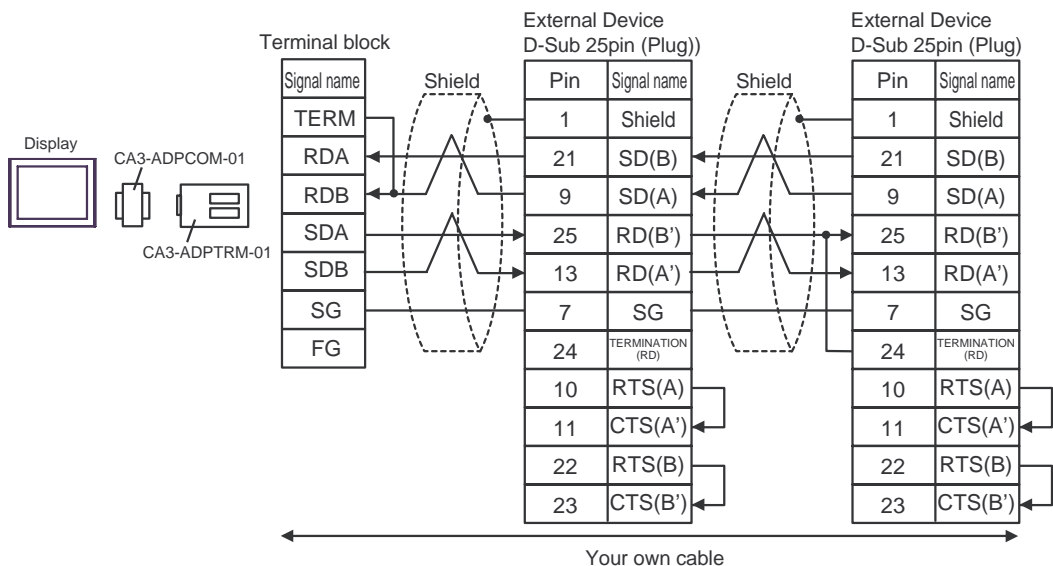 External Device
D-Sub 25pin (Plug))
External Device
D-Sub 25pin (Plug)
Terminal block
Signal name
Shield
Pin Signal name
Shield
Pin Signal name
TERM
1 Shield
1 Shield
Display
CA3-ADPCOM-01
CA3-ADPTRM-01
RDA
21 SD(B)
21 SD(B)
RDB
9 SD(A)
9 SD(A)
SDA
25 RD(B')
25 RD(B')
SDB
13 RD(A')
13 RD(A')
SG
7 SG
7 SG
FG
24 TERMINATION
(RD)
24 TERMINATION
(RD)
10 RTS(A)
10 RTS(A)
11 CTS(A')
11 CTS(A')
22 RTS(B)
22 RTS(B)
23 CTS(B')
23 CTS(B')
Your own cable